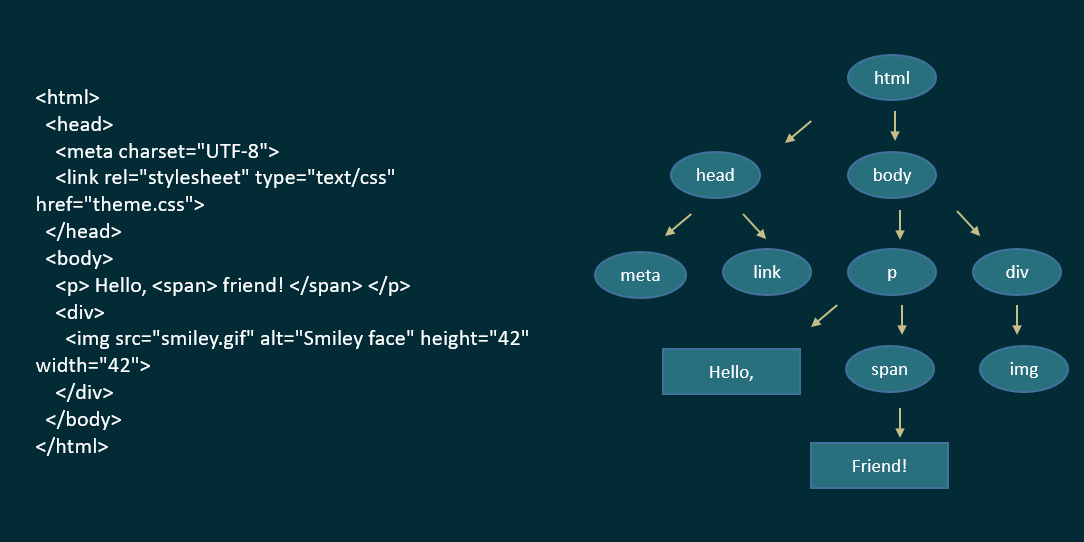 <html>
<head>
<meta charset="UTF-8">
<link rel="stylesheet" type="text/css"
href="theme.css">
</head>
<body>
<p> Hello, <span> friend! </span> </p>
<div>
<img src="smiley.gif" alt="Smiley face" height="42"
width="42">
</div>
</body>
</html>
html
head
body
meta
link
p
div
Hello,
span
img
Friend!